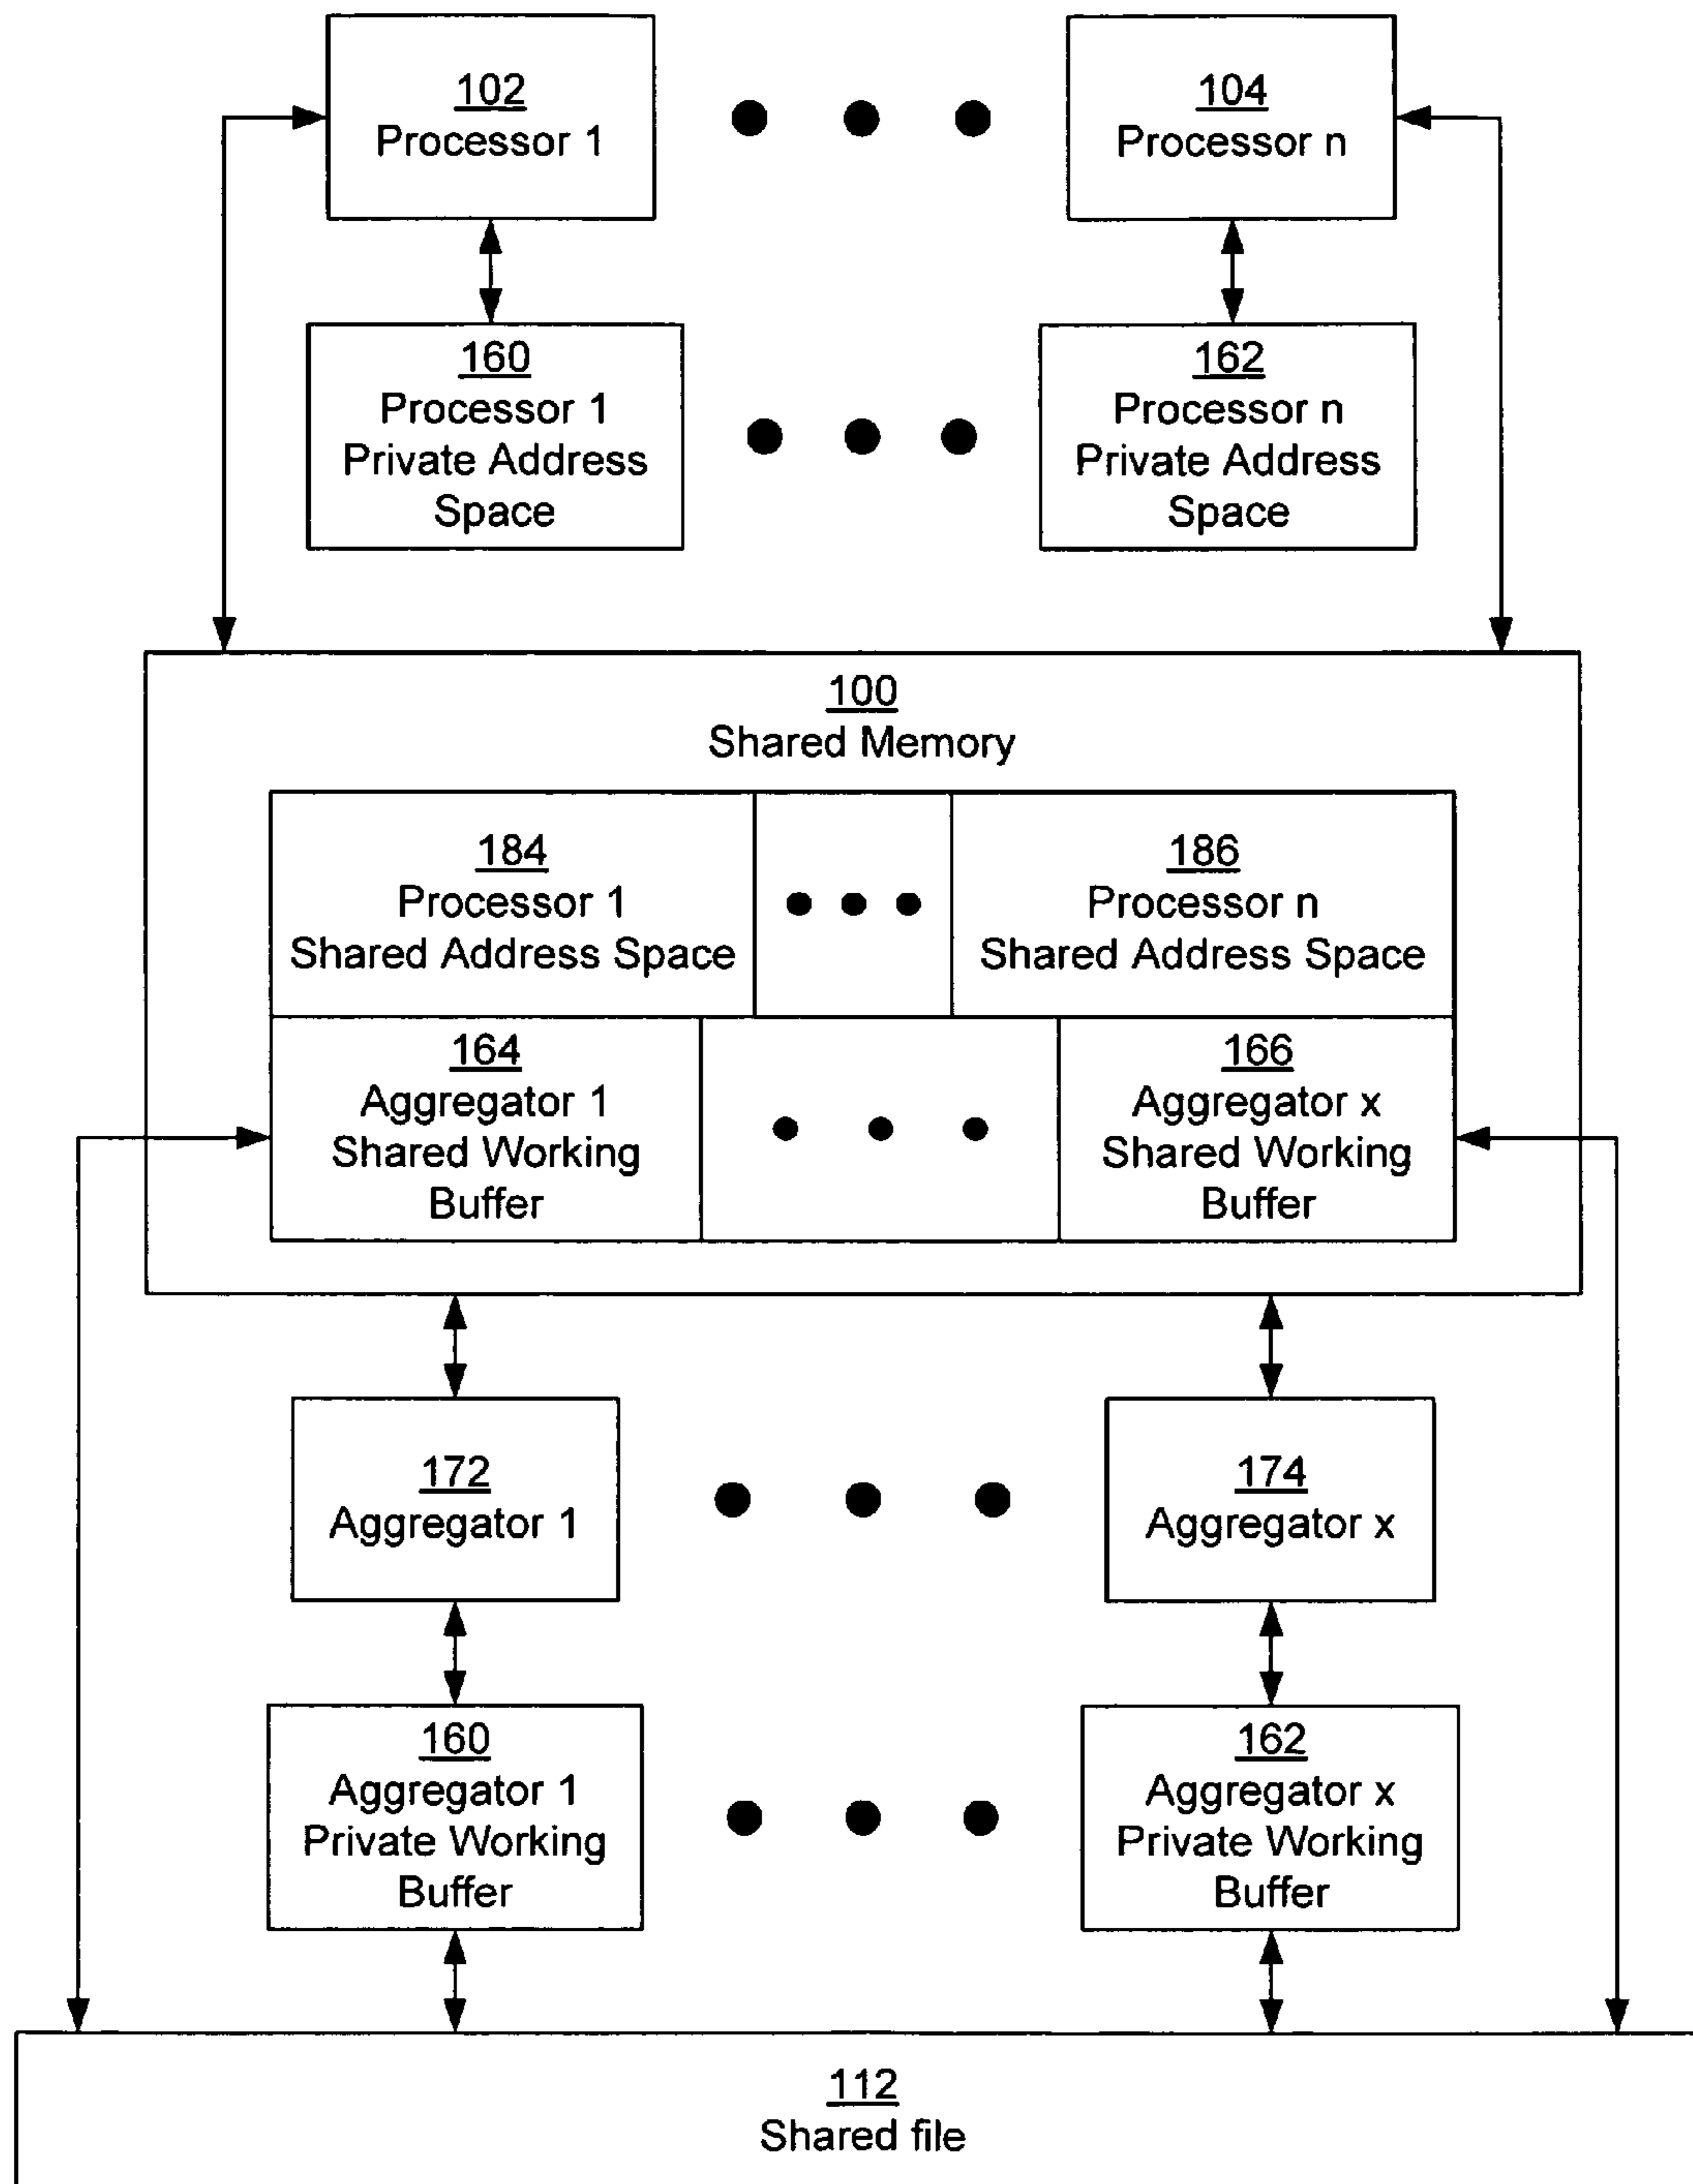 102
Processor 1
104
Processor n
160
Processor 1
Private Address
Space
162
Processor n
Private Address
Space
100
Shared Memory
184
Processor 1
Shared Address Space
186
Processor n
Shared Address Space
164
Aggregator 1
Shared Working
Buffer
166
Aggregator x
Shared Working
Buffer
172
Aggregator 1
174
Aggregator x
160
Aggregator 1
Private Working
Buffer
162
Aggregator x
Private Working
Buffer
112
Shared file